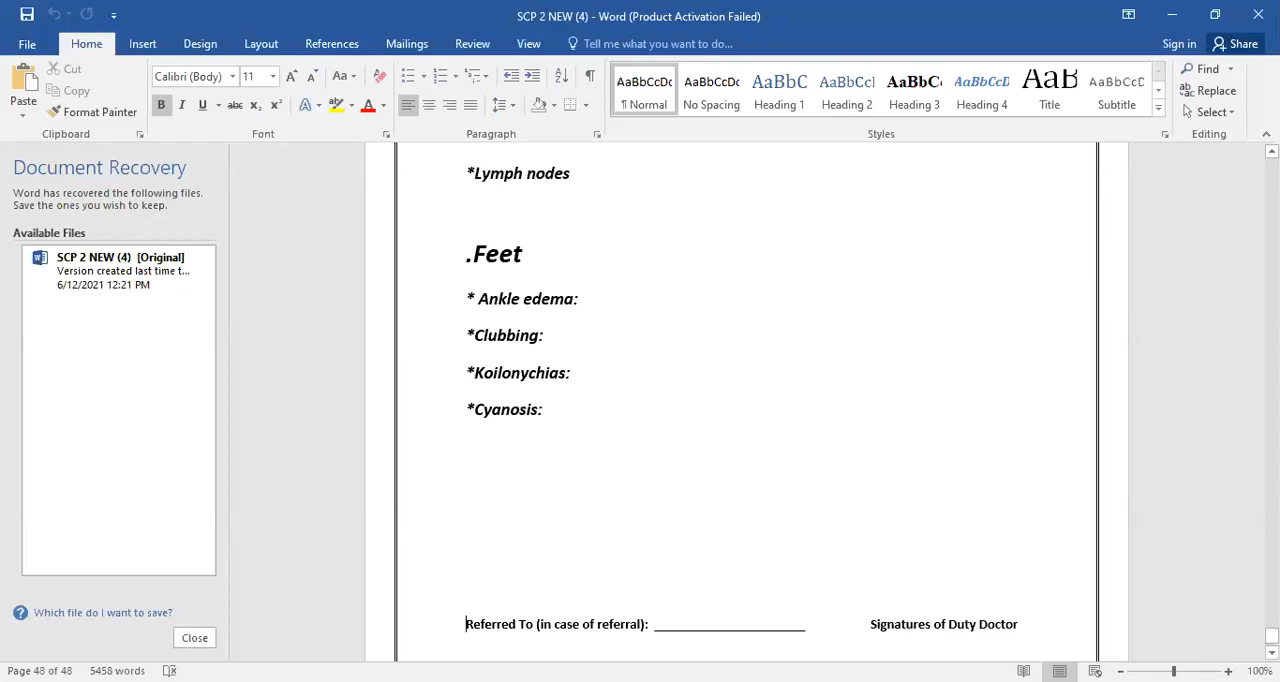 SCP 2 NEW (4) - Word (Product Activation Failed)
File Home Insert Design Layout References Mailings Review View Tell me what you want to do... Sign in Share
Paste
Cut
Copy
Format Painter
Clipboard
Calibri (Body) 11
Font
Paragraph
AaBbCcDc AaBbCcDc AaBbC AaBbCcI AaBbC AaBbCcD AaB AaBbCcD
¶ Normal No Spacing Heading 1 Heading 2 Heading 3 Heading 4 Title Subtitle
Styles
Find
Replace
Select
Editing
Document Recovery
Word has recovered the following files.
Save the ones you wish to keep.
Available Files
SCP 2 NEW (4) [Original]
Version created last time t...
6/12/2021 12:21 PM
Which file do I want to save?
Close
*Lymph nodes
.Feet
* Ankle edema:
*Clubbing:
*Koilonychias:
*Cyanosis:
Referred To (in case of referral): _______________________ Signatures of Duty Doctor
Page 48 of 48 5458 words 100%